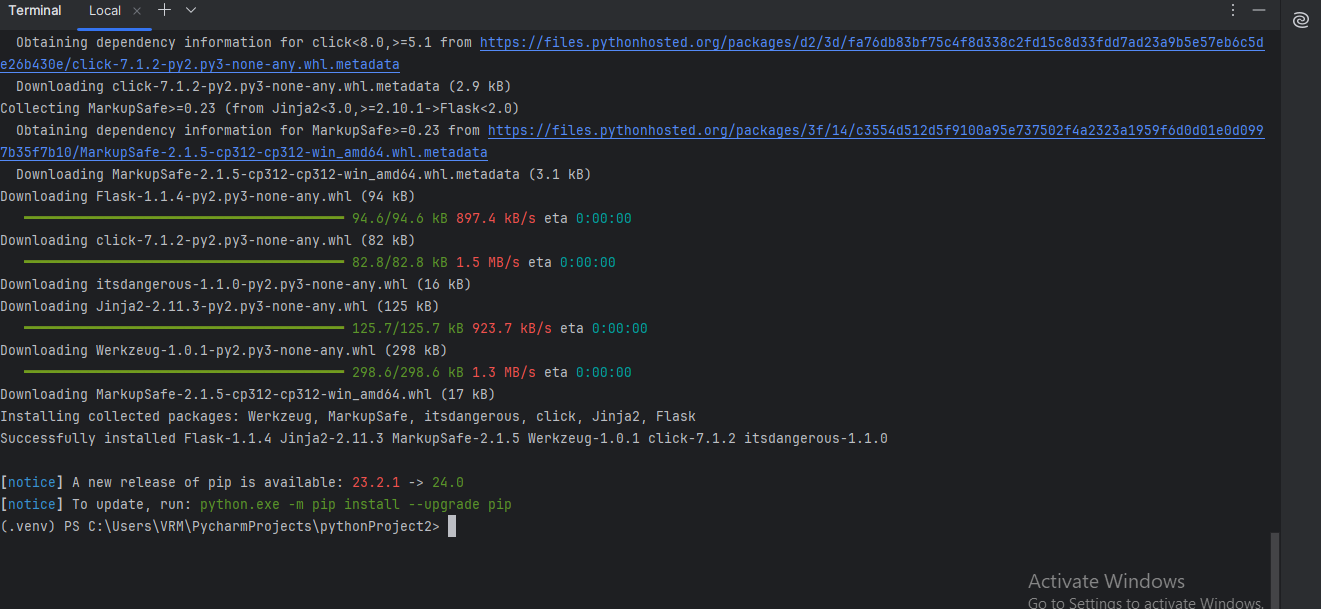 Terminal Local
Obtaining dependency information for click<8.0,>=5.1 from https://files.pythonhosted.org/packages/d2/3d/fa76db83bf75c4f8d338c2fd15c8d33fdd7ad23a9b5e57eb6c5d
e26b430e/click-7.1.2-py2.py3-none-any.whl.metadata
Downloading click-7.1.2-py2.py3-none-any.whl.metadata (2.9 kB)
Collecting MarkupSafe>=0.23 (from Jinja2<3.0,>=2.10.1->Flask<2.0)
Obtaining dependency information for MarkupSafe>=0.23 from https://files.pythonhosted.org/packages/3f/14/c3554d512d5f9100a95e737502f4a2323a1959f6d0d01e0d099
7b35f7b10/MarkupSafe-2.1.5-cp312-cp312-win_amd64.whl.metadata
Downloading MarkupSafe-2.1.5-cp312-cp312-win_amd64.whl.metadata (3.1 kB)
Downloading Flask-1.1.4-py2.py3-none-any.whl (94 kB)
94.6/94.6 kB 897.4 kB/s eta 0:00:00
Downloading click-7.1.2-py2.py3-none-any.whl (82 kB)
82.8/82.8 kB 1.5 MB/s eta 0:00:00
Downloading itsdangerous-1.1.0-py2.py3-none-any.whl (16 kB)
Downloading Jinja2-2.11.3-py2.py3-none-any.whl (125 kB)
125.7/125.7 kB 923.7 kB/s eta 0:00:00
Downloading Werkzeug-1.0.1-py2.py3-none-any.whl (298 kB)
298.6/298.6 kB 1.3 MB/s eta 0:00:00
Downloading MarkupSafe-2.1.5-cp312-cp312-win_amd64.whl (17 kB)
Installing collected packages: Werkzeug, MarkupSafe, itsdangerous, click, Jinja2, Flask
Successfully installed Flask-1.1.4 Jinja2-2.11.3 MarkupSafe-2.1.5 Werkzeug-1.0.1 click-7.1.2 itsdangerous-1.1.0
[notice] A new release of pip is available: 23.2.1 -> 24.0
[notice] To update, run: python.exe -m pip install --upgrade pip
(.venv) PS C:\Users\VRM\PycharmProjects\pythonProject2>
Activate Windows
Go to Settings to activate Windows.